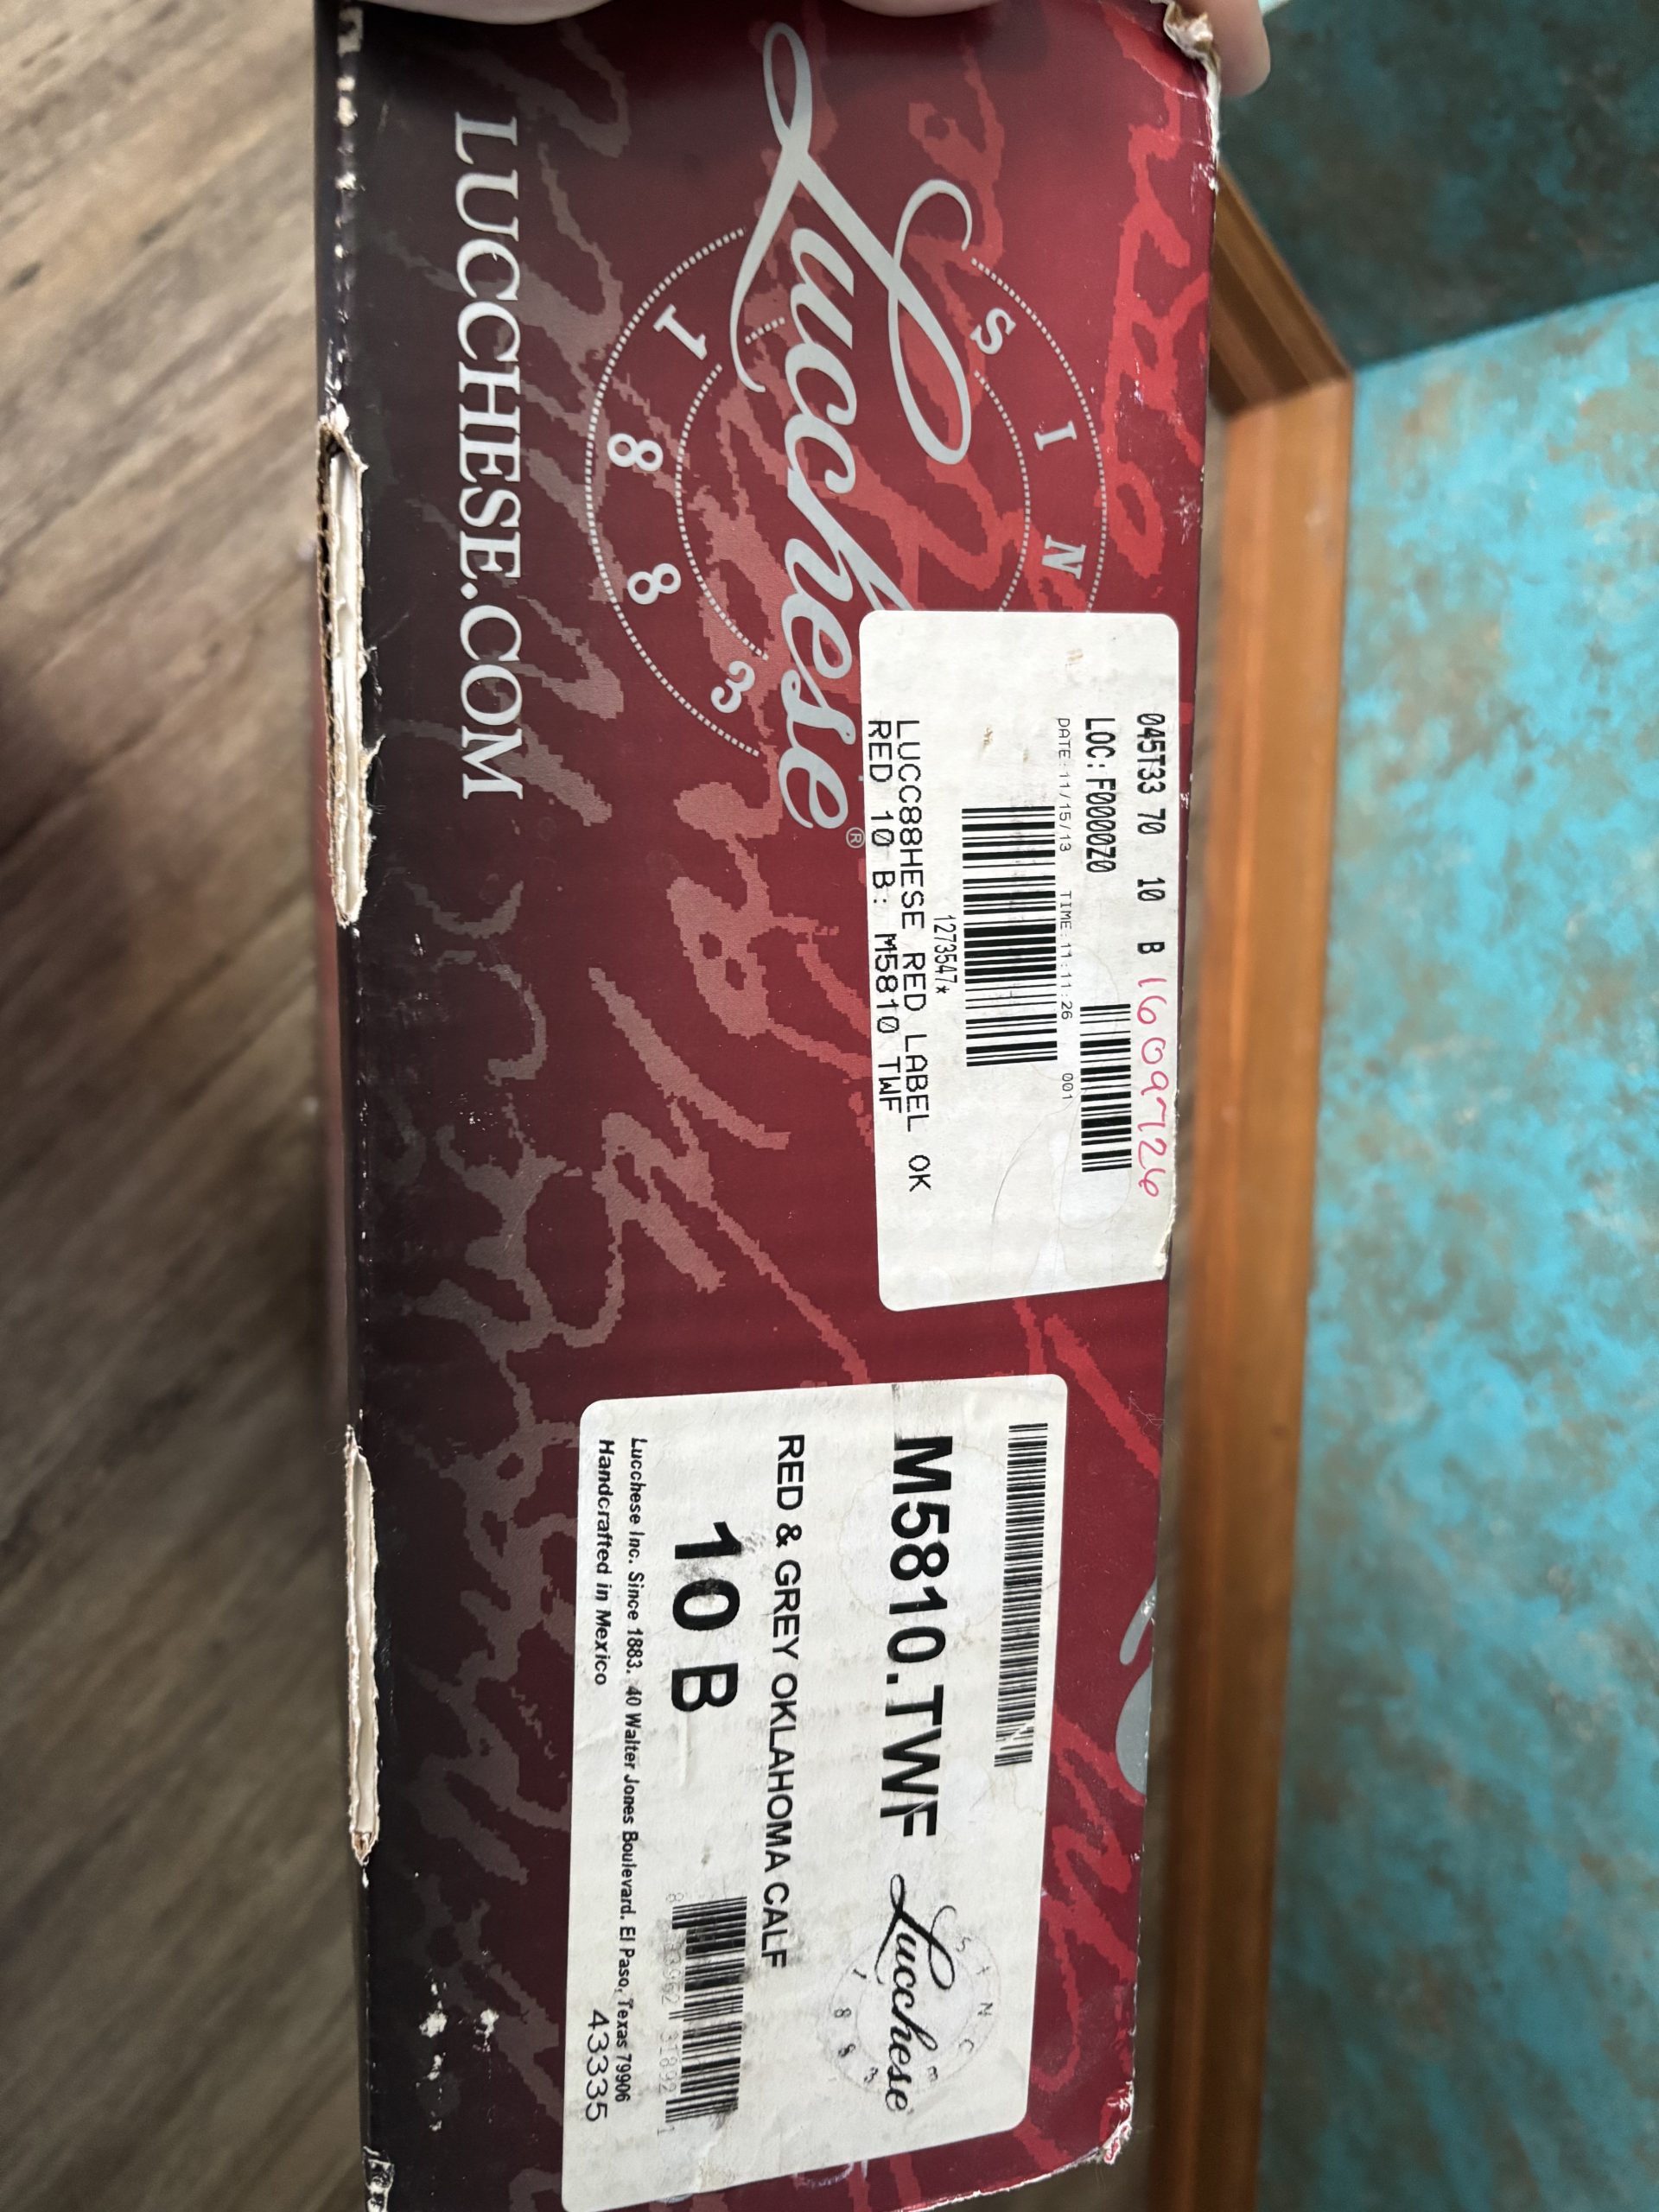 SINCE
Lucchese®
1883
LUCCHESE.COM
045T33 70 10 B 1609726
LOC: F0000Z0
DATE:11/15/13 TIME:11:11:26 001
1273547*
LUCC88HESE RED LABEL OK
RED 10 B: M5810 TWF
M5810.TWF
Lucchese
SINCE
1883
RED & GREY OKLAHOMA CALF
10 B
Lucchese Inc. Since 1883. 40 Walter Jones Boulevard. El Paso, Texas 79906
Handcrafted in Mexico
43335